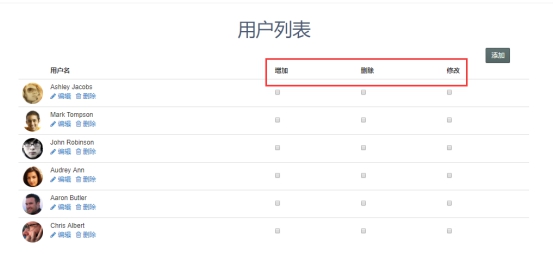 用户列表
添加
用户名 增加 删除 修改
Ashley Jacobs
编辑 删除
Mark Tompson
编辑 删除
John Robinson
编辑 删除
Audrey Ann
编辑 删除
Aaron Butler
编辑 删除
Chris Albert
编辑 删除